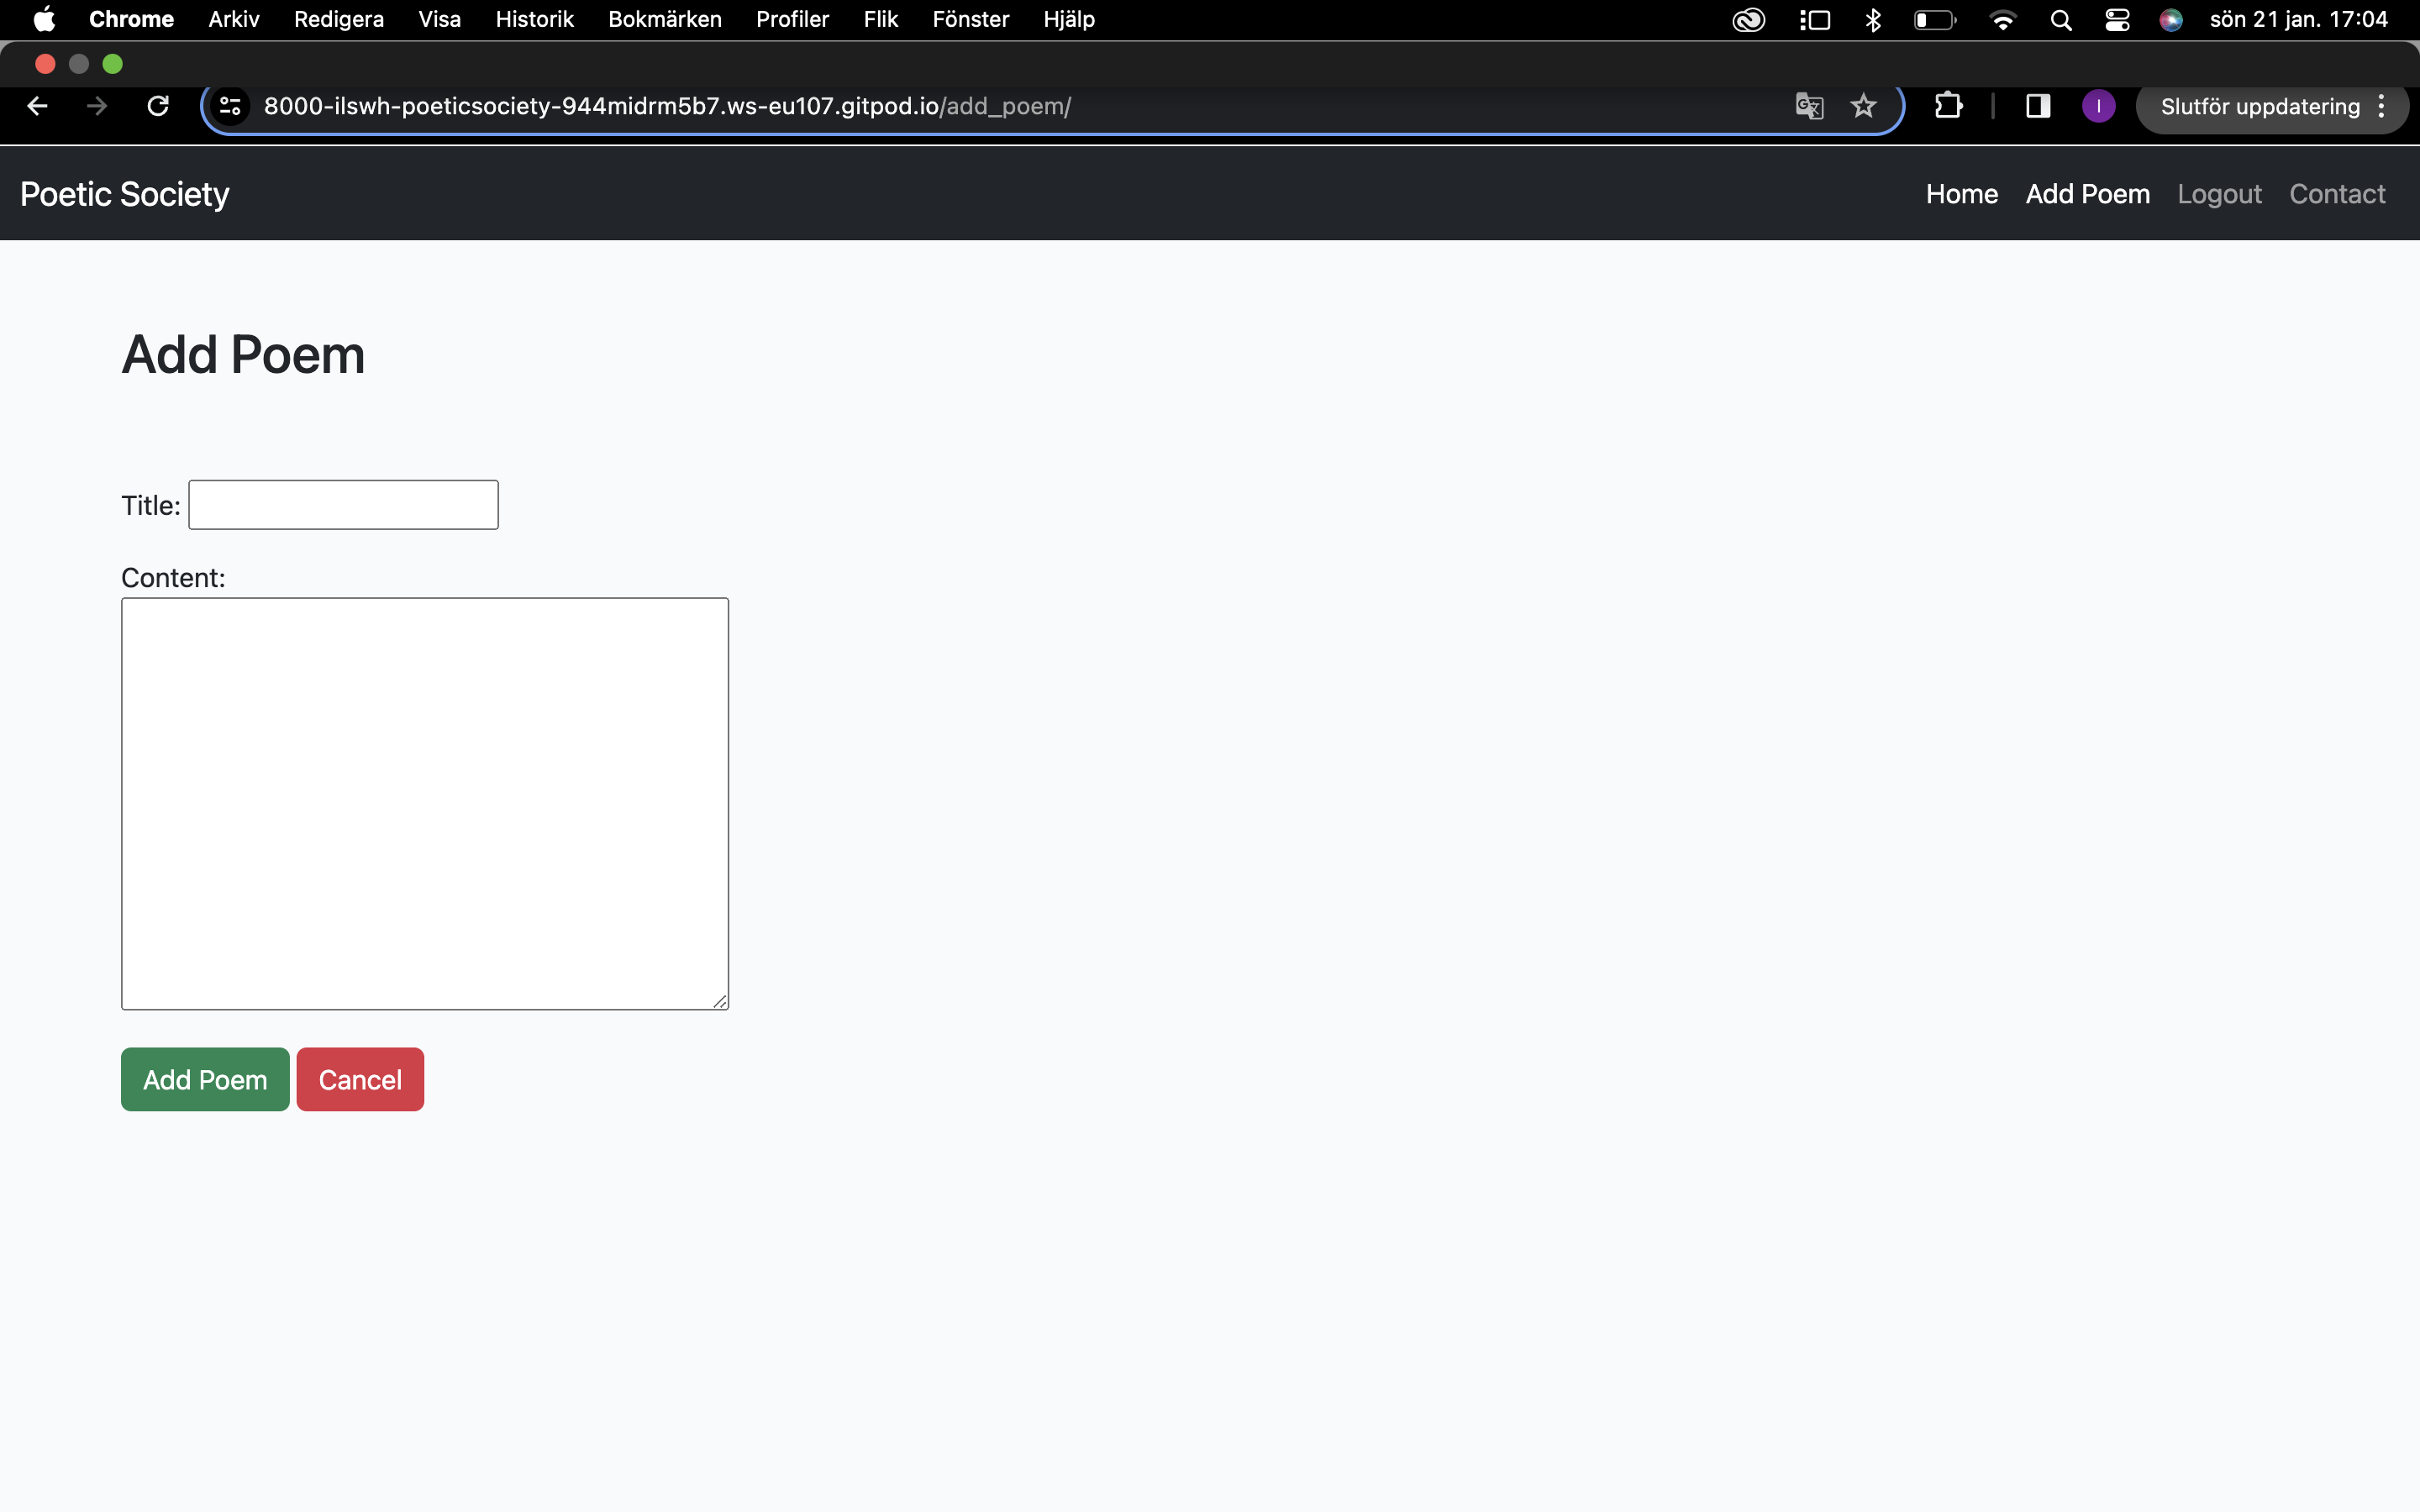 Chrome Arkiv Redigera Visa Historik Bokmärken Profiler Flik Fönster Hjälp sön 21 jan. 17:04
8000-ilswh-poeticsociety-944midrm5b7.ws-eu107.gitpod.io/add_poem/ I Slutför uppdatering
Poetic Society Home Add Poem Logout Contact
Add Poem
Title:
Content:
Add Poem Cancel